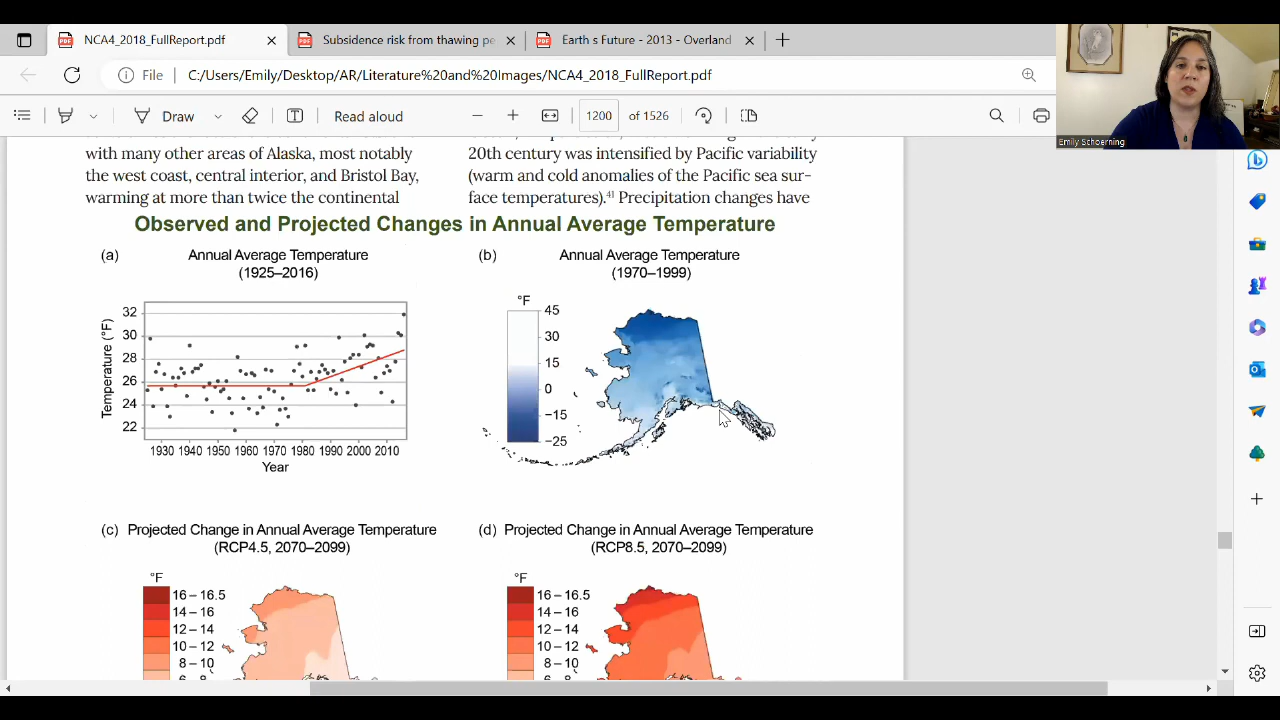 NCA4_2018_FullReport.pdf
Subsidence risk from thawing pe
Earth s Future - 2013 - Overland
File
C:/Users/Emily/Desktop/AR/Literature%20and%20Images/NCA4_2018_FullReport.pdf
Draw
Read aloud
1200 of 1526
Emily Schoerning
with many other areas of Alaska, most notably
the west coast, central interior, and Bristol Bay,
warming at more than twice the continental
20th century was intensified by Pacific variability
(warm and cold anomalies of the Pacific sea sur-
face temperatures).41 Precipitation changes have
Observed and Projected Changes in Annual Average Temperature
(a) Annual Average Temperature
(1925–2016)
Temperature (°F)
32
30
28
26
24
22
1930 1940 1950 1960 1970 1980 1990 2000 2010
Year
(b) Annual Average Temperature
(1970–1999)
°F
45
30
15
0
−15
−25
(c) Projected Change in Annual Average Temperature
(RCP4.5, 2070–2099)
°F
16 – 16.5
14 – 16
12 – 14
10 – 12
8 – 10
(d) Projected Change in Annual Average Temperature
(RCP8.5, 2070–2099)
°F
16 – 16.5
14 – 16
12 – 14
10 – 12
8 – 10